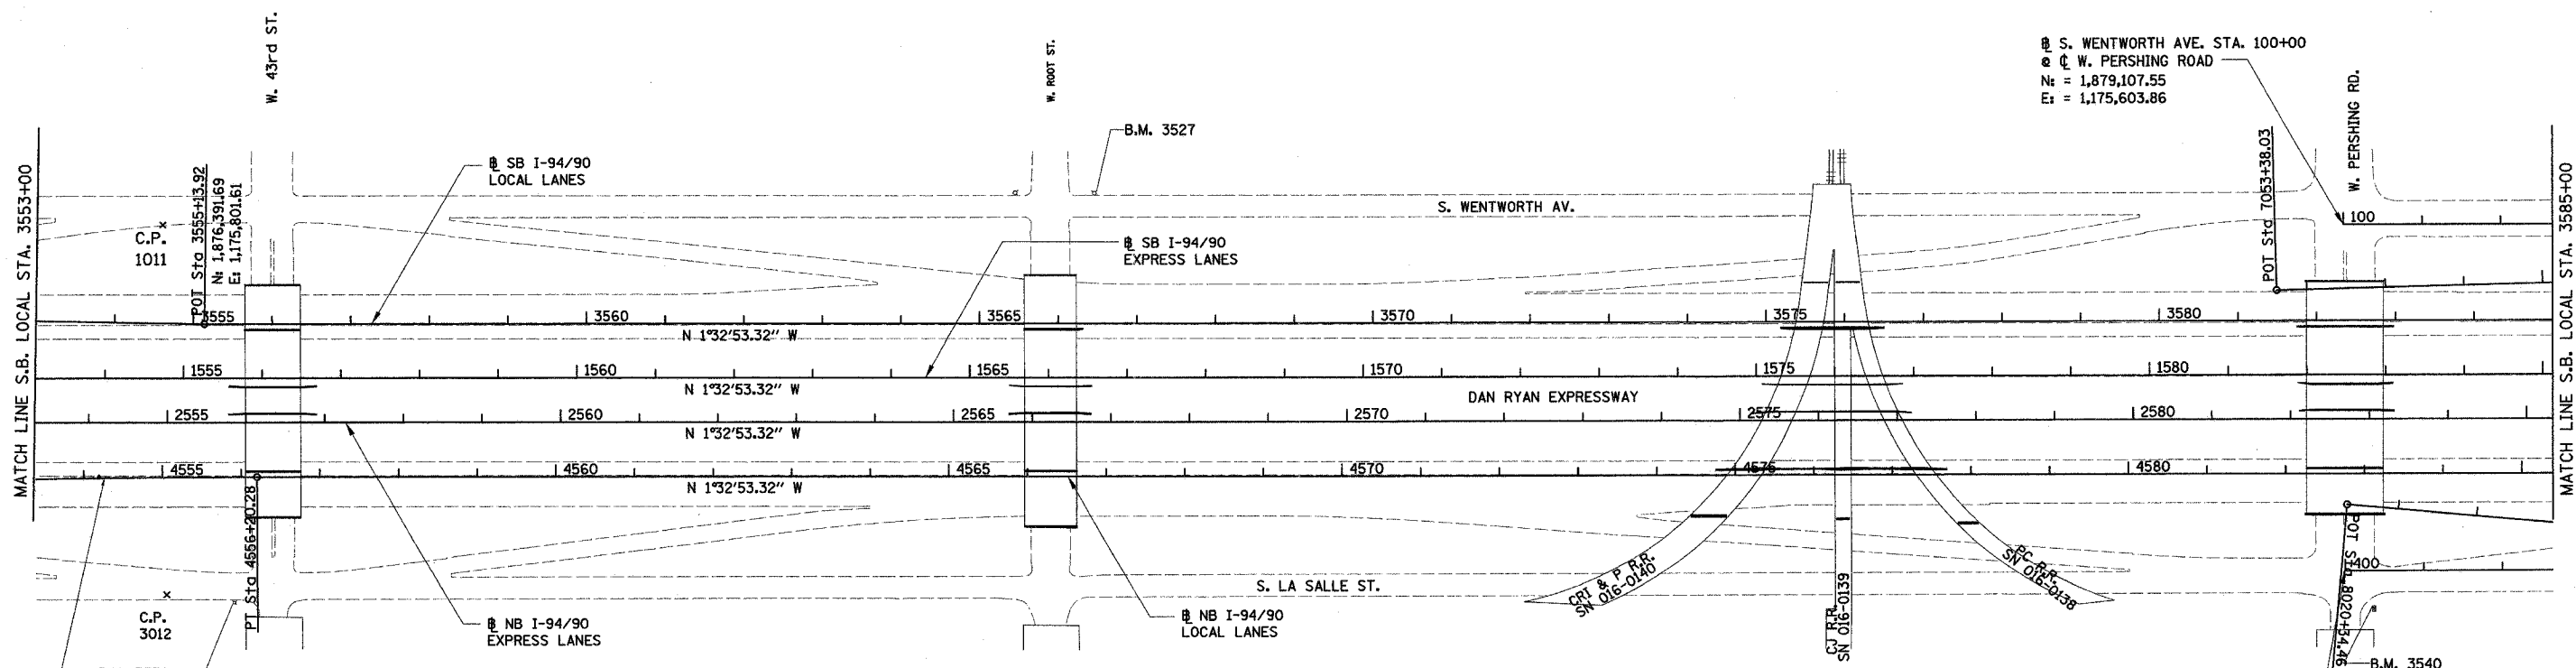 W. 43rd ST.
W. ROOT ST.
℄ S. WENTWORTH AVE. STA. 100+00
@ ℄ W. PERSHING ROAD
N: = 1,879,107.55
E: = 1,175,603.86
W. PERSHING RD.
MATCH LINE S.B. LOCAL STA. 3553+00
C.P.
1011
POT Sta 3555+13.92
N: 1,876,391.69
E: 1,175,801.61
℄ SB I-94/90
LOCAL LANES
B.M. 3527
S. WENTWORTH AV.
℄ SB I-94/90
EXPRESS LANES
POT Sta 7053+38.03
100
MATCH LINE S.B. LOCAL STA. 3585+00
3555
3560
3565
3570
3575
3580
N 1°32'53.32" W
1555
1560
1565
1570
1575
1580
N 1°32'53.32" W
DAN RYAN EXPRESSWAY
2555
2560
2565
2570
2575
2580
N 1°32'53.32" W
4555
4560
4565
4570
4575
4580
N 1°32'53.32" W
PT Sta 4556+20.28
C.P.
3012
℄ NB I-94/90
EXPRESS LANES
℄ NB I-94/90
LOCAL LANES
S. LA SALLE ST.
CRI & P R.R.
SN 016-0140
CJ R.R.
SN 016-0139
PC R.R.
SN 016-0138
POT Sta 8020+34.46
400
B.M. 3540